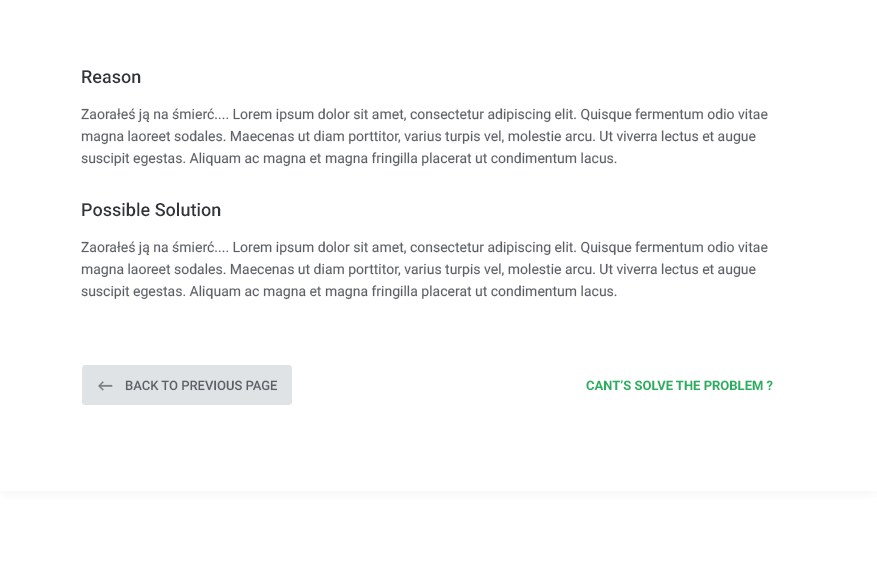 Reason
Zaorałeś ją na śmierć.... Lorem ipsum dolor sit amet, consectetur adipiscing elit. Quisque fermentum odio vitae
magna laoreet sodales. Maecenas ut diam porttitor, varius turpis vel, molestie arcu. Ut viverra lectus et augue
suscipit egestas. Aliquam ac magna et magna fringilla placerat ut condimentum lacus.
Possible Solution
Zaorałeś ją na śmierć.... Lorem ipsum dolor sit amet, consectetur adipiscing elit. Quisque fermentum odio vitae
magna laoreet sodales. Maecenas ut diam porttitor, varius turpis vel, molestie arcu. Ut viverra lectus et augue
suscipit egestas. Aliquam ac magna et magna fringilla placerat ut condimentum lacus.
BACK TO PREVIOUS PAGE
CANT’S SOLVE THE PROBLEM ?